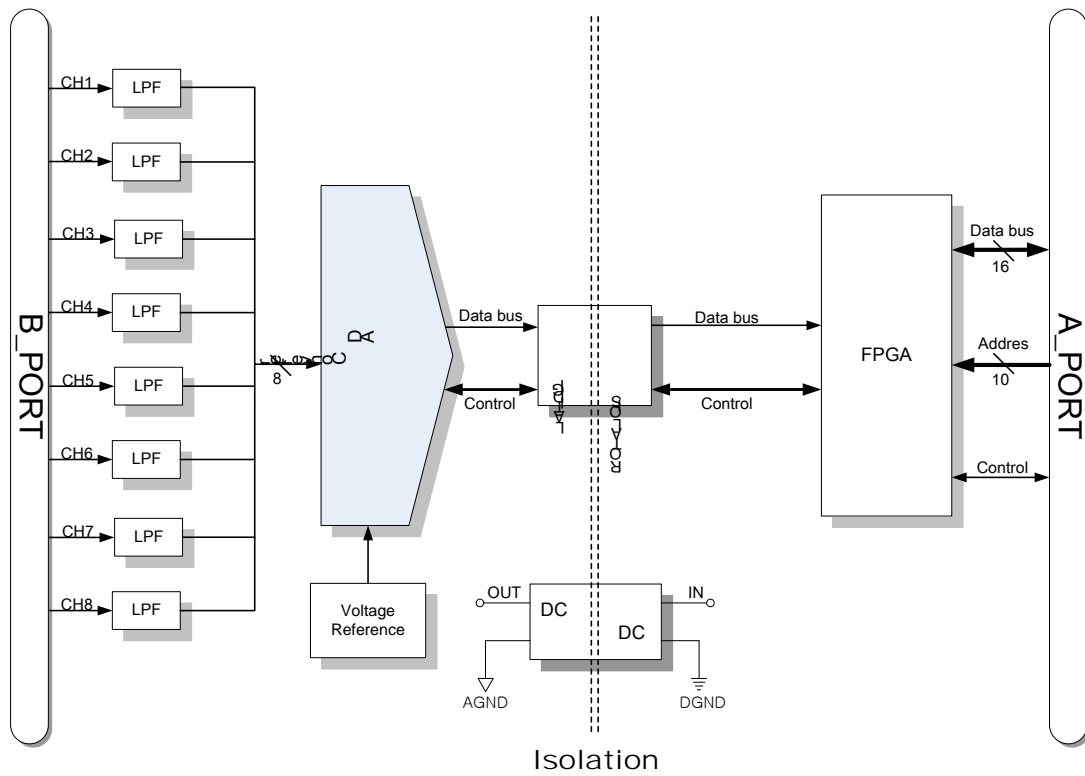 B_PORT
CH1
LPF
CH2
LPF
CH3
LPF
CH4
LPF
CH5
LPF
CH6
LPF
CH7
LPF
CH8
LPF
8
Voltage
Reference
Data bus
Control
Data bus
Control
FPGA
Data bus
16
Addres
10
Control
A_PORT
OUT
DC
DC
IN
AGND
DGND
Isolation